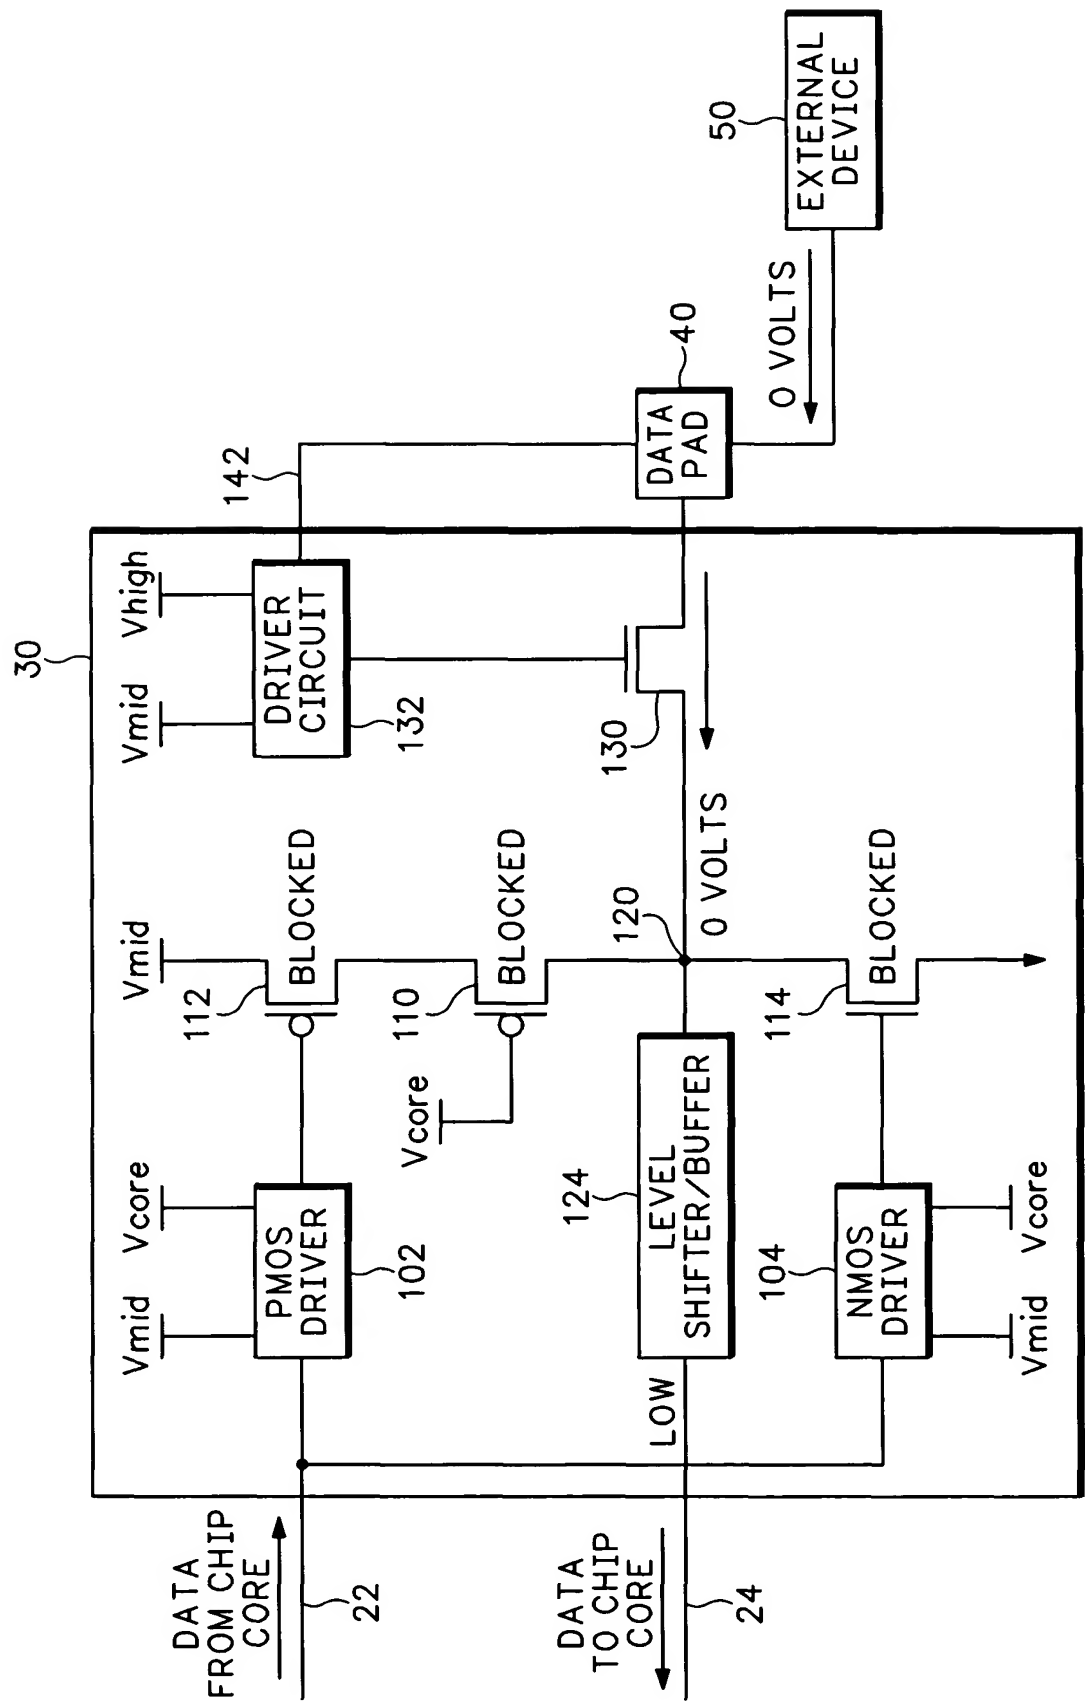 30
Vmid
Vcore
Vmid
Vmid
Vhigh
142
DATA
FROM CHIP
CORE
22
PMOS
DRIVER
102
112
BLOCKED
DRIVER
CIRCUIT
132
Vcore
110
BLOCKED
DATA
TO CHIP
CORE
24
LOW
124
LEVEL
SHIFTER/BUFFER
120
0 VOLTS
130
DATA
PAD
40
0 VOLTS
50
EXTERNAL
DEVICE
104
NMOS
DRIVER
114
BLOCKED
Vmid
Vcore